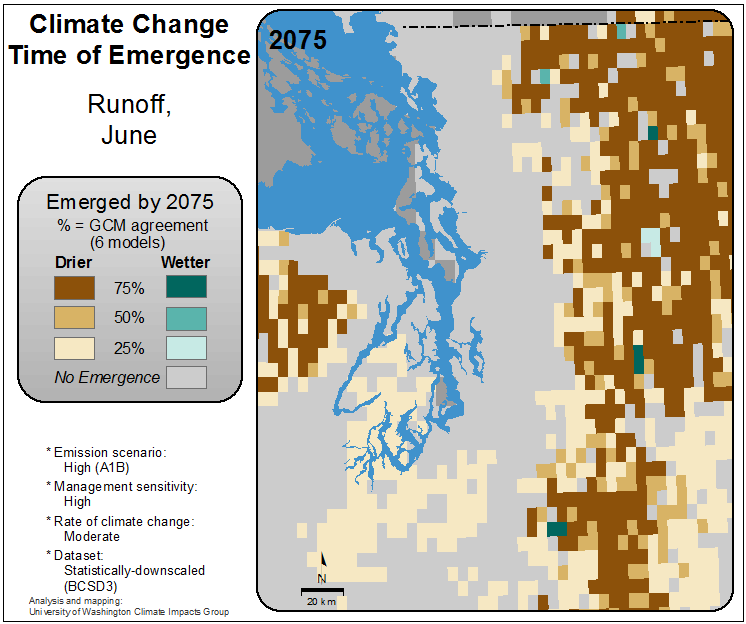 Climate Change
Time of Emergence
Runoff,
June
2075
Emerged by 2075
% = GCM agreement
(6 models)
Drier Wetter
75%
50%
25%
No Emergence
* Emission scenario:
High (A1B)
* Management sensitivity:
High
* Rate of climate change:
Moderate
* Dataset:
Statistically-downscaled
(BCSD3)
Analysis and mapping:
University of Washington Climate Impacts Group
N
20 km